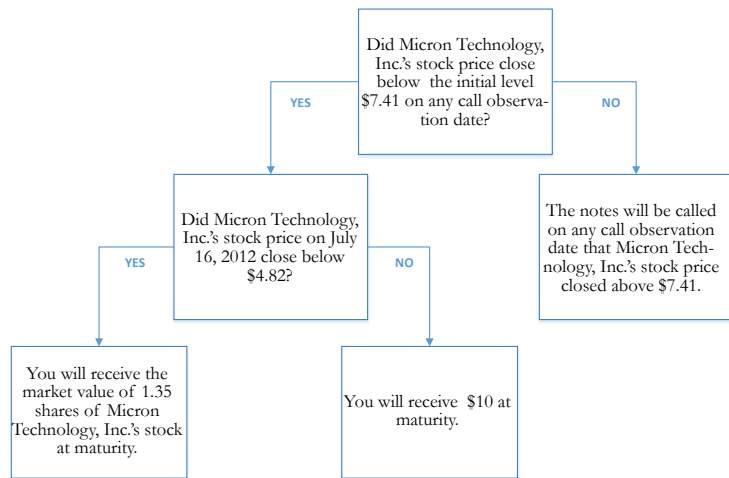 Did Micron Technology,
Inc.'s stock price close
below the initial level
$7.41 on any call observa-
tion date?
YES
NO
Did Micron Technology,
Inc.'s stock price on July
16, 2012 close below
$4.82?
The notes will be called
on any call observation
date that Micron Tech-
nology, Inc.'s stock price
closed above $7.41.
YES
NO
You will receive the
market value of 1.35
shares of Micron
Technology, Inc.'s stock
at maturity.
You will receive $10 at
maturity.